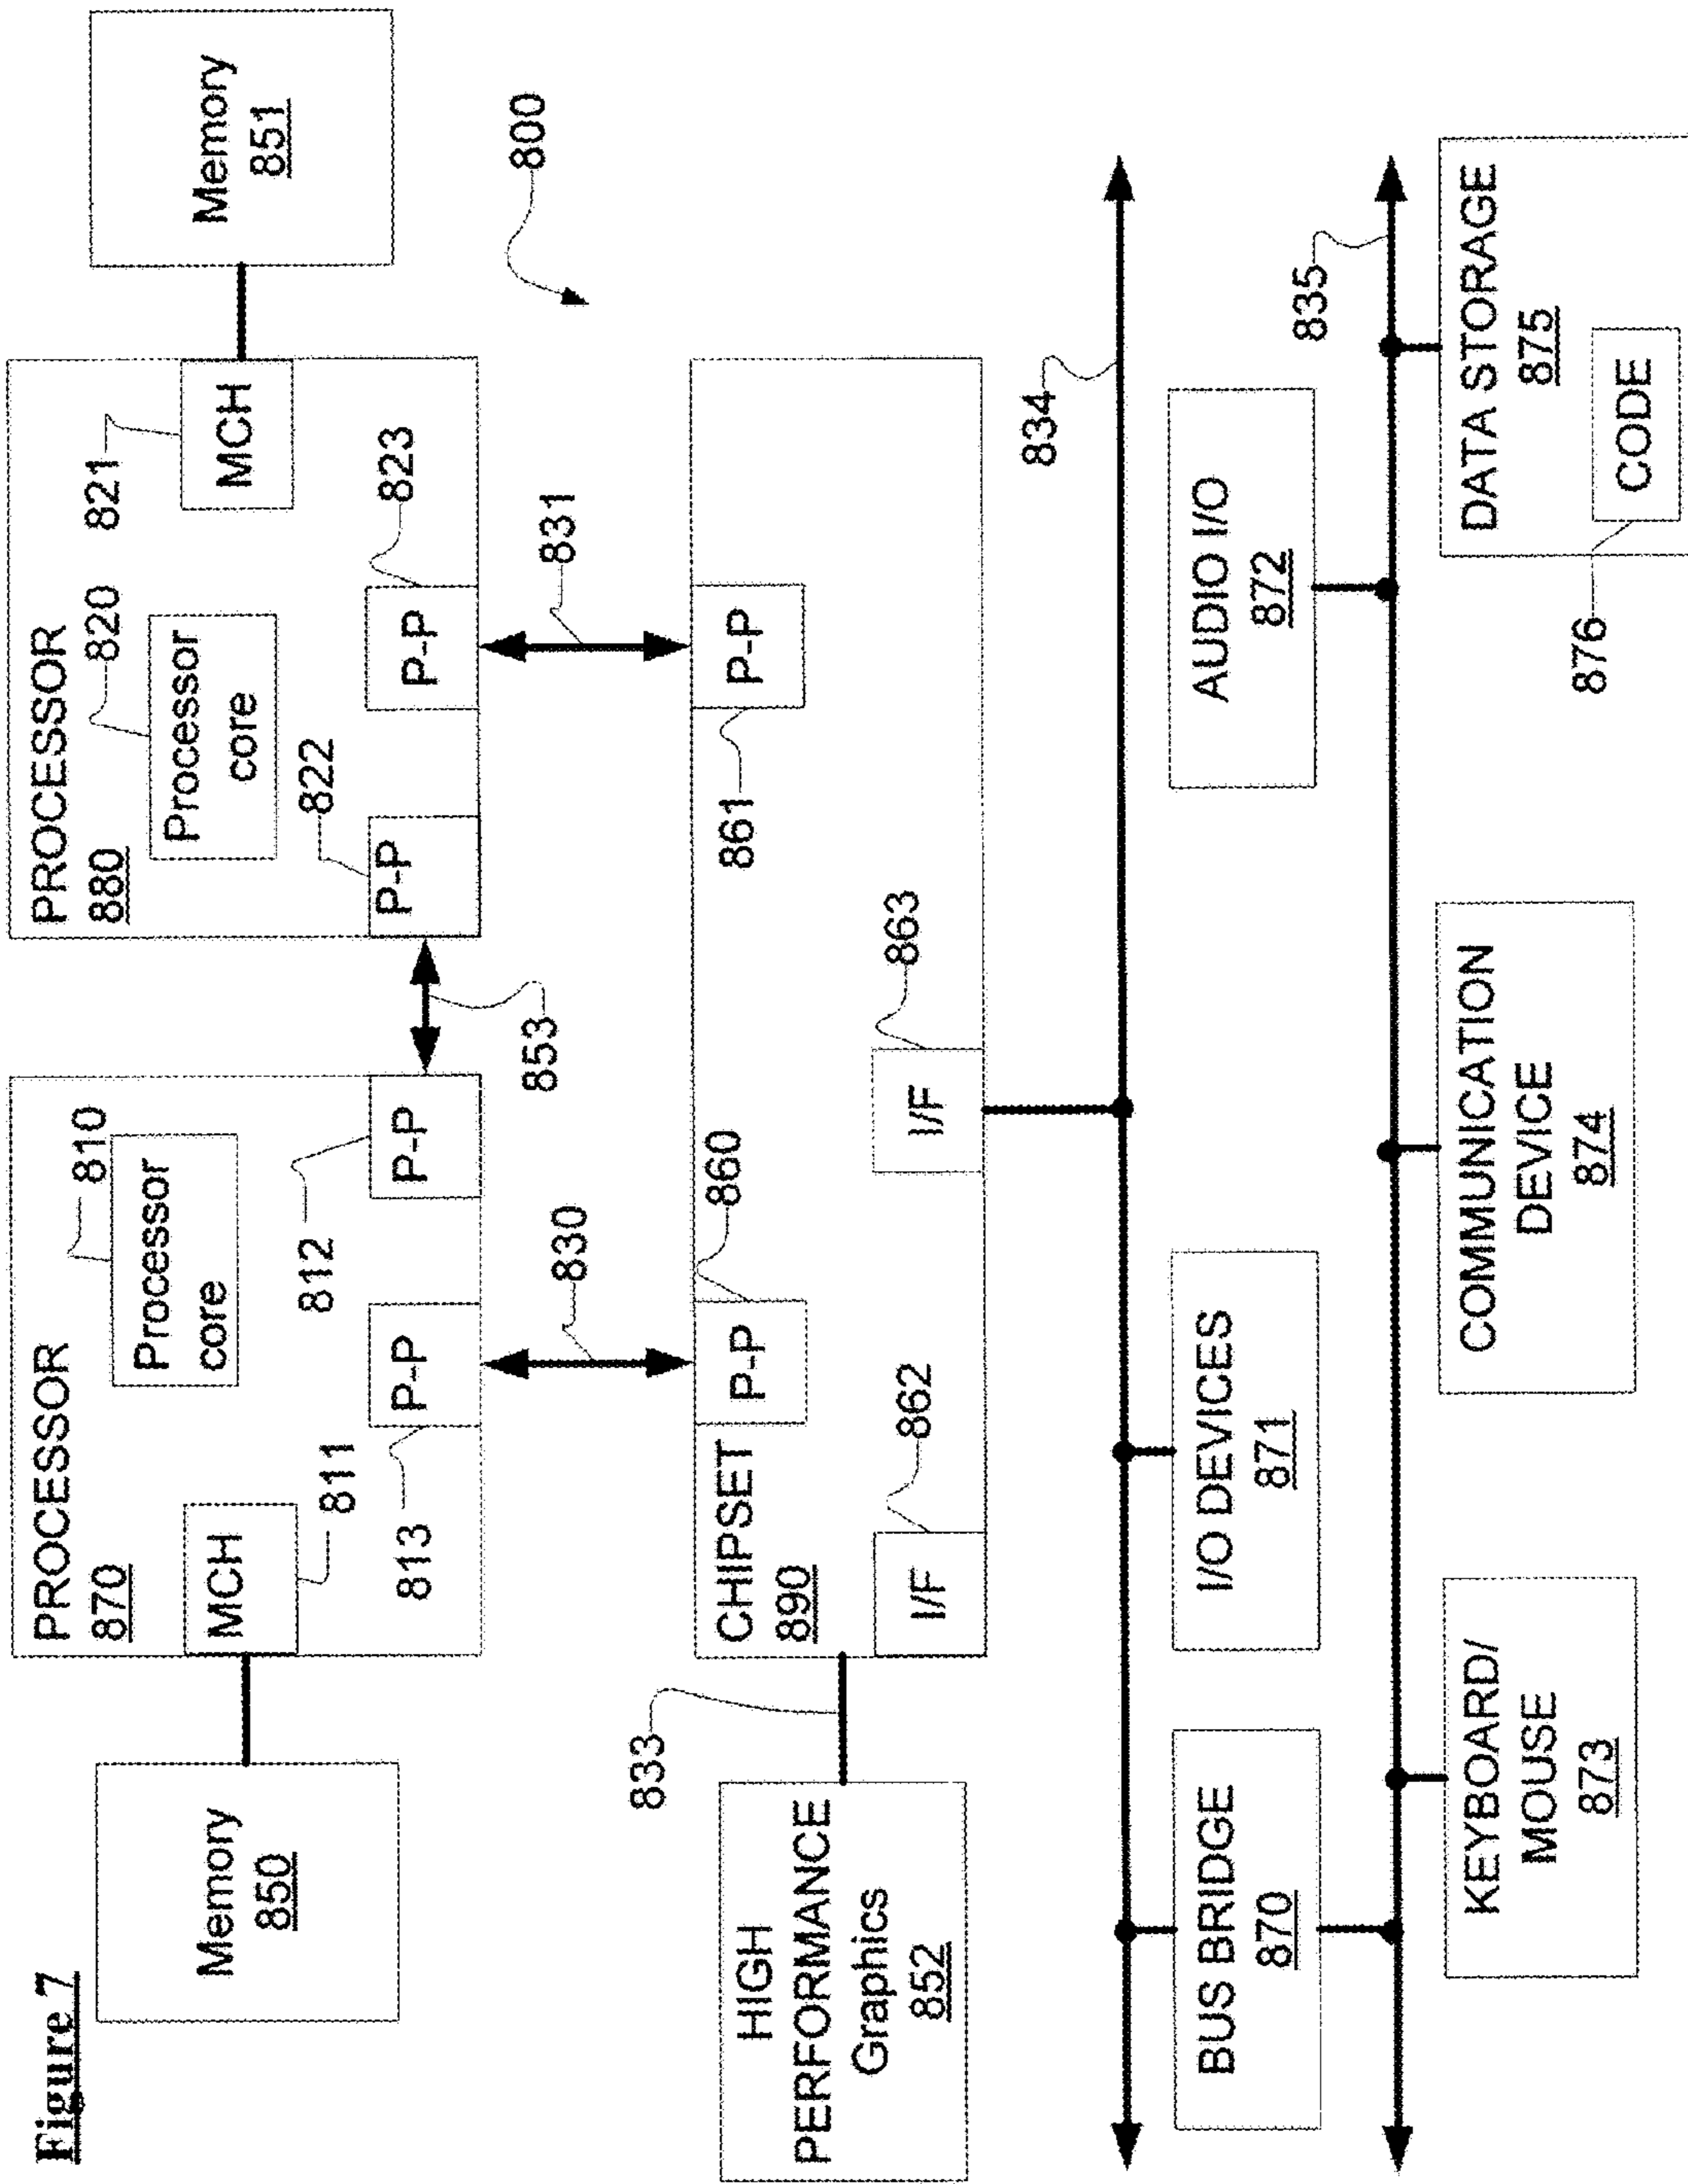 Figure 7
Memory
850
PROCESSOR
870
MCH
811
Processor
core
810
P-P
813
P-P
812
853
PROCESSOR
880
Processor
core
820
MCH
821
P-P
822
P-P
823
Memory
851
830
831
800
HIGH
PERFORMANCE
Graphics
852
833
CHIPSET
890
P-P
860
P-P
861
I/F
862
I/F
863
834
BUS BRIDGE
870
I/O DEVICES
871
AUDIO I/O
872
835
KEYBOARD/
MOUSE
873
COMMUNICATION
DEVICE
874
DATA STORAGE
875
CODE
876